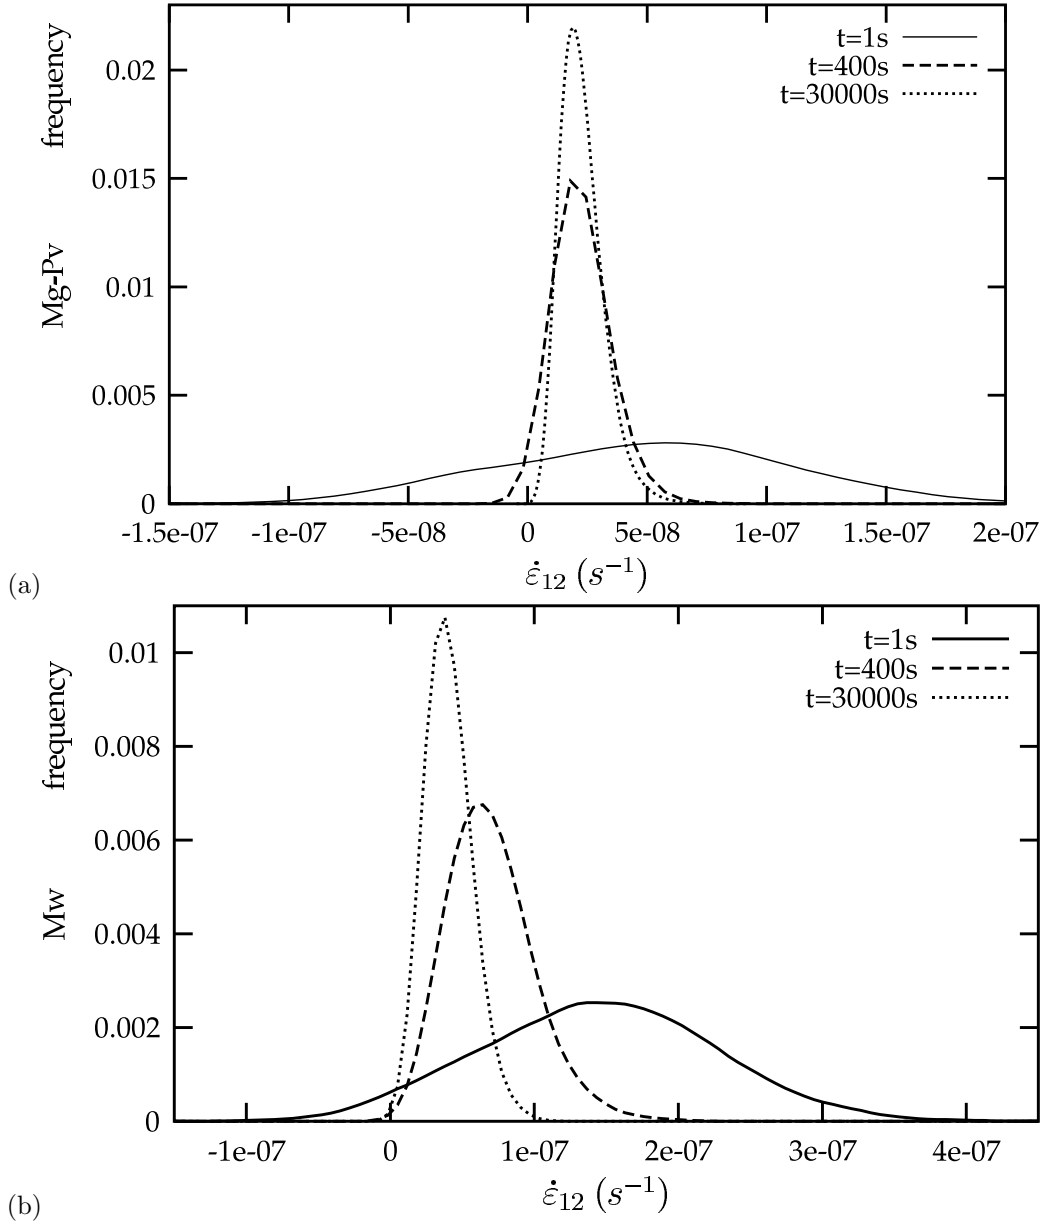 frequency
Mg-Pv
t=1s
t=400s
t=30000s
0.02
0.015
0.01
0.005
0
-1.5e-07 -1e-07 -5e-08 0 5e-08 1e-07 1.5e-07 2e-07
ε̇₁₂ (s⁻¹)
(a)
frequency
Mw
t=1s
t=400s
t=30000s
0.01
0.008
0.006
0.004
0.002
0
-1e-07 0 1e-07 2e-07 3e-07 4e-07
ε̇₁₂ (s⁻¹)
(b)